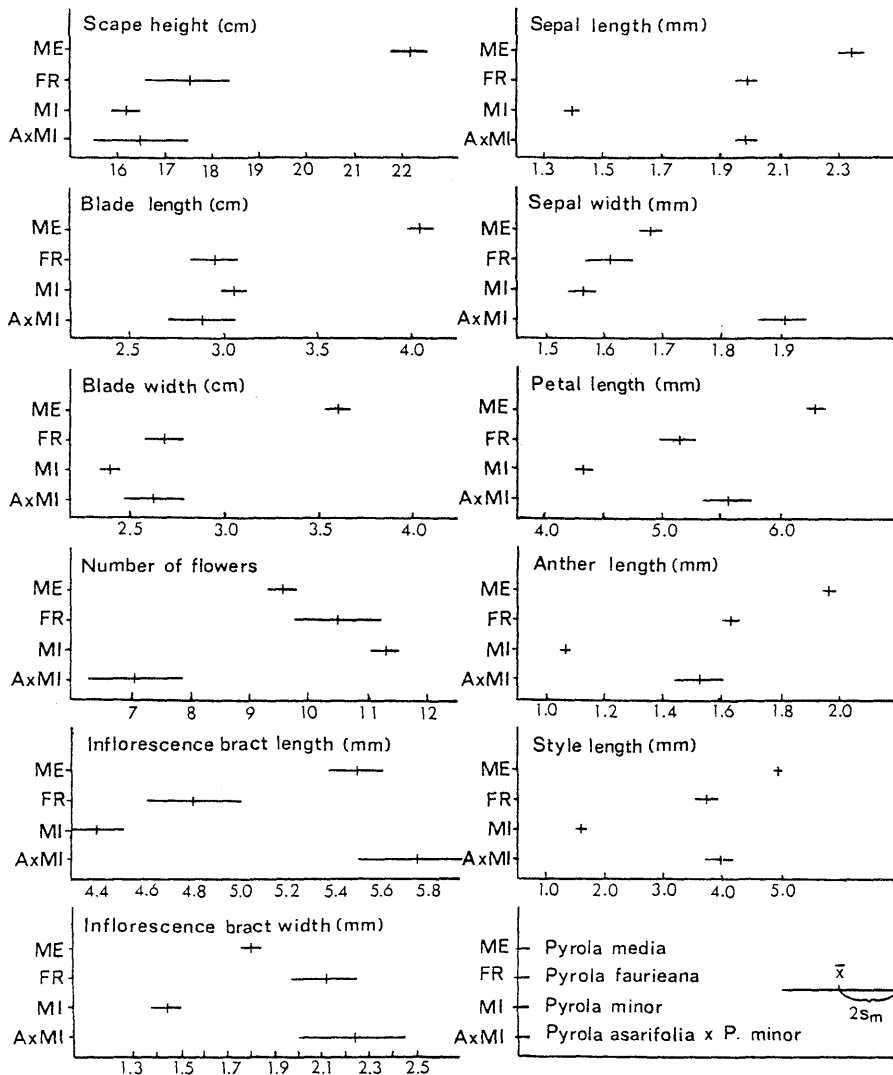 Scape height (cm)
ME
FR
MI
AxMI
16 17 18 19 20 21 22
Blade length (cm)
ME
FR
MI
AxMI
2.5 3.0 3.5 4.0
Blade width (cm)
ME
FR
MI
AxMI
2.5 3.0 3.5 4.0
Number of flowers
ME
FR
MI
AxMI
7 8 9 10 11 12
Inflorescence bract length (mm)
ME
FR
MI
AxMI
4.4 4.6 4.8 5.0 5.2 5.4 5.6 5.8
Inflorescence bract width (mm)
ME
FR
MI
AxMI
1.3 1.5 1.7 1.9 2.1 2.3 2.5
Sepal length (mm)
ME
FR
MI
AxMI
1.3 1.5 1.7 1.9 2.1 2.3
Sepal width (mm)
ME
FR
MI
AxMI
1.5 1.6 1.7 1.8 1.9
Petal length (mm)
ME
FR
MI
AxMI
4.0 5.0 6.0
Anther length (mm)
ME
FR
MI
AxMI
1.0 1.2 1.4 1.6 1.8 2.0
Style length (mm)
ME
FR
MI
AxMI
1.0 2.0 3.0 4.0 5.0
ME Pyrola media
FR Pyrola faurieana
MI Pyrola minor
AxMI Pyrola asarifolia x P. minor
x̄
2sm